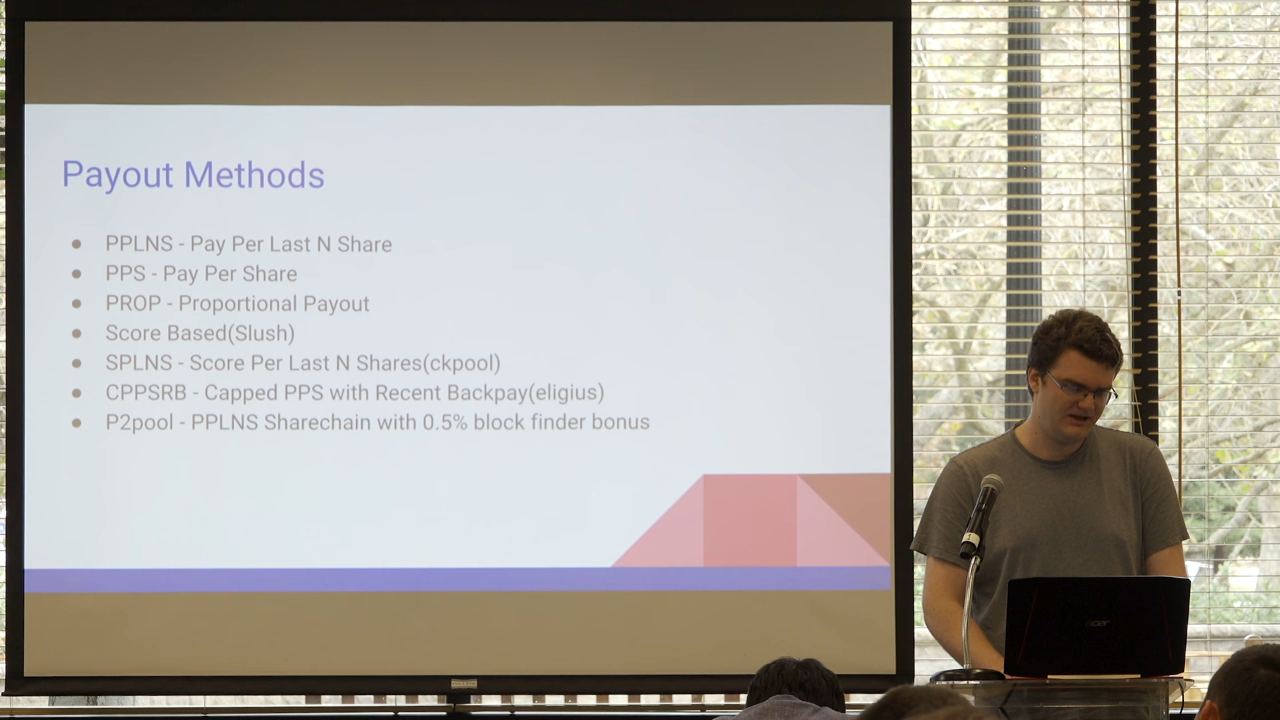 Payout Methods
● PPLNS - Pay Per Last N Share
● PPS - Pay Per Share
● PROP - Proportional Payout
● Score Based(Slush)
● SPLNS - Score Per Last N Shares(ckpool)
● CPPSRB - Capped PPS with Recent Backpay(eligius)
● P2pool - PPLNS Sharechain with 0.5% block finder bonus
acer